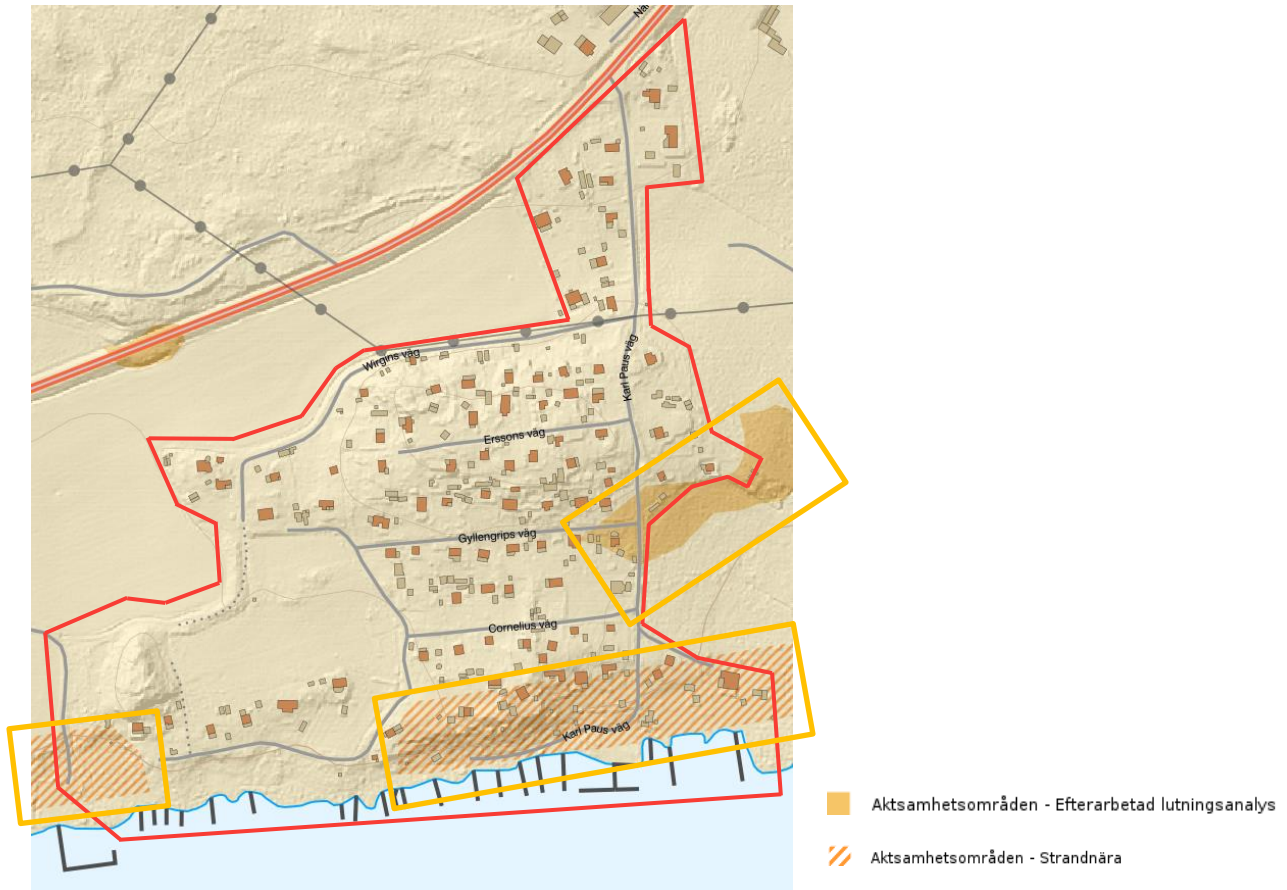 Wirgins väg
Karl Paus väg
Erssons väg
Gyllengrips väg
Cornelius väg
Karl Paus väg
Aktsamhetsområden - Efterarbetad lutningsanalys
Aktsamhetsområden - Strandnära